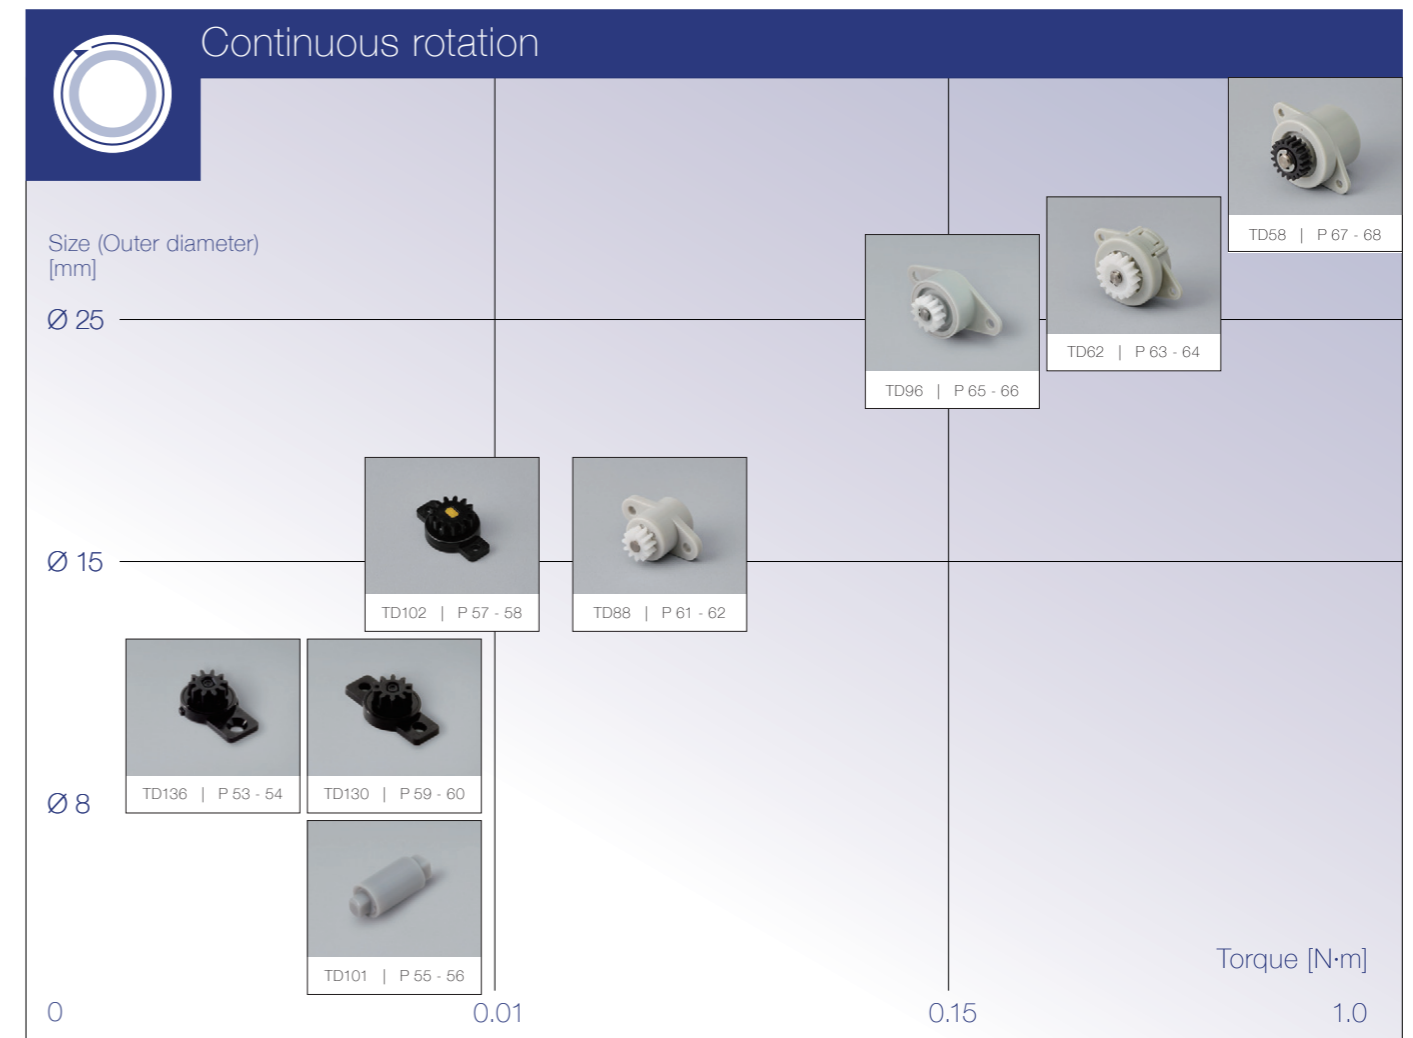 Continuous rotation
Size (Outer diameter)
[mm]
TD58 | P 67 - 68
Ø 25
TD62 | P 63 - 64
TD96 | P 65 - 66
Ø 15
TD102 | P 57 - 58
TD88 | P 61 - 62
TD136 | P 53 - 54
TD130 | P 59 - 60
Ø 8
Torque [N·m]
TD101 | P 55 - 56
0
0.01
0.15
1.0